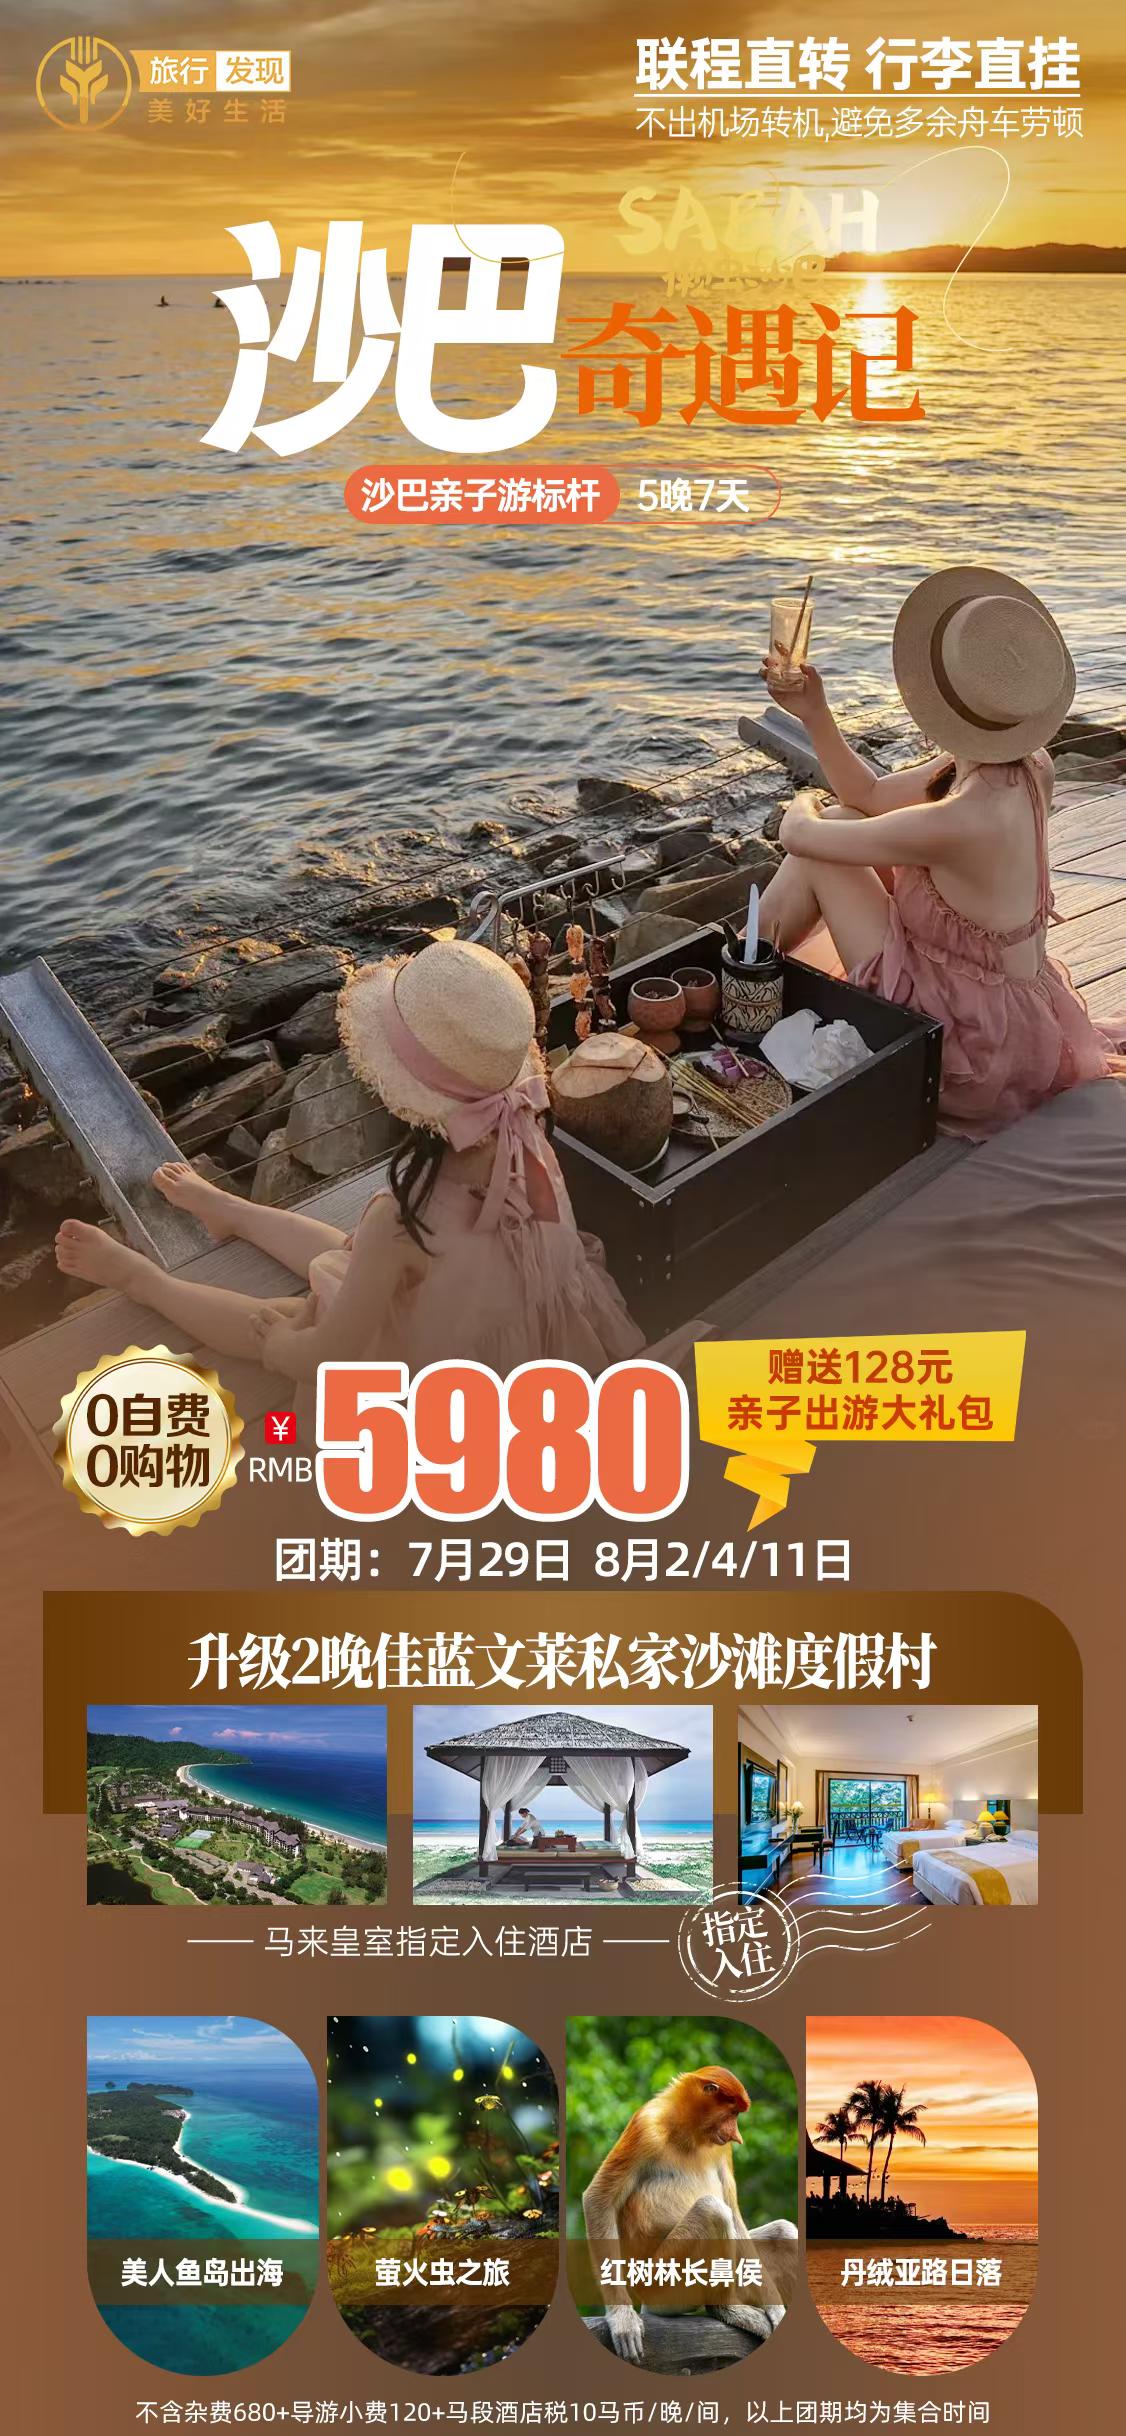 旅行发现
美好生活
联程直转 行李直挂
不出机场转机,避免多余舟车劳顿
SABAH
沙巴
奇遇记
沙巴亲子游标杆 5晚7天
0自费
0购物
¥
RMB
5980
赠送128元
亲子出游大礼包
团期：7月29日 8月2/4/11日
升级2晚佳蓝文莱私家沙滩度假村
马来皇室指定入住酒店
指定
入住
美人鱼岛出海
萤火虫之旅
红树林长鼻侯
丹绒亚路日落
不含杂费680+导游小费120+马段酒店税10马币/晚/间，以上团期均为集合时间